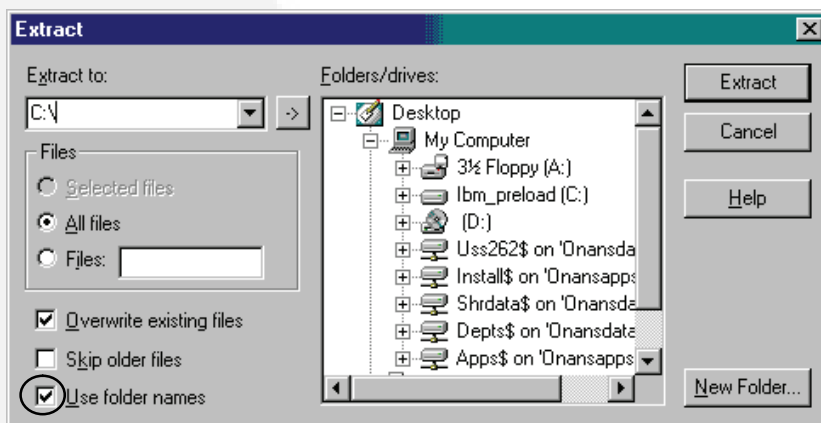 Extract
Extract to:
C:\
->
Files
Selected files
All files
Files:
Overwrite existing files
Skip older files
Use folder names
Folders/drives:
Desktop
My Computer
3½ Floppy (A:)
Ibm_preload (C:)
(D:)
Uss262$ on 'Onansda
Install$ on 'Onansapps
Shrdata$ on 'Onansda
Depts$ on 'Onansdata
Apps$ on 'Onansapps
Extract
Cancel
Help
New Folder...